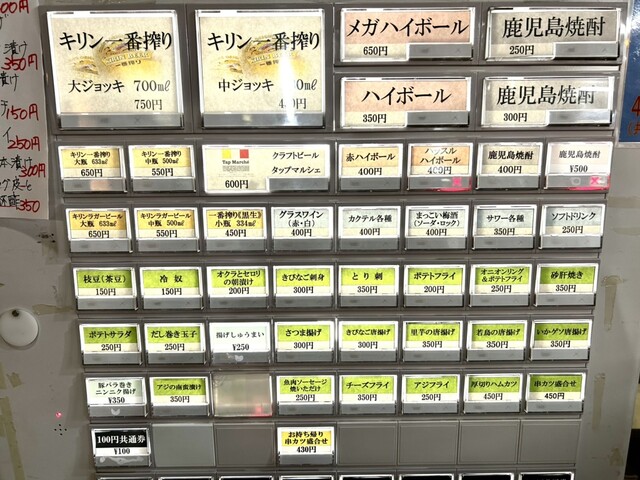 キリン一番搾り
大ジョッキ 700㎖
750円
キリン一番搾り
中ジョッキ
メガハイボール
650円
鹿児島焼酎
250円
ハイボール
350円
鹿児島焼酎
300円
キリン一番搾り
大瓶 633㎖
650円
キリン一番搾り
中瓶 500㎖
550円
Tap Marché
クラフトビール
タップマルシェ
600円
赤ハイボール
400円
ハイボール
400円
鹿児島焼酎
400円
鹿児島焼酎
¥500
キリンラガービール
大瓶 633㎖
650円
キリンラガービール
中瓶 500㎖
550円
一番搾り《黒生》
小瓶 334㎖
450円
グラスワイン
(赤・白)
400円
カクテル各種
400円
まっこい梅酒
(ソーダ・ロック)
400円
サワー各種
350円
ソフトドリンク
250円
枝豆(茶豆)
150円
冷奴
150円
オクラとセロリ
の朝漬け
200円
きびなご刺身
300円
とり刺
350円
ポテトフライ
200円
オニオンリング
&ポテトフライ
250円
砂肝焼き
350円
ポテトサラダ
250円
だし巻き玉子
250円
揚げしゅうまい
¥250
さつま揚げ
300円
きびなご唐揚げ
300円
里芋の唐揚げ
350円
若鳥の唐揚げ
350円
いかゲソ唐揚げ
350円
豚バラ巻き
ニンニク揚げ
¥350
アジの南蛮漬け
350円
魚肉ソーセージ
焼いただけ
250円
チーズフライ
350円
アジフライ
350円
厚切りハムカツ
400円
串カツ盛合せ
450円
100円共通券
¥100
お持ち帰り
串カツ盛合せ
430円